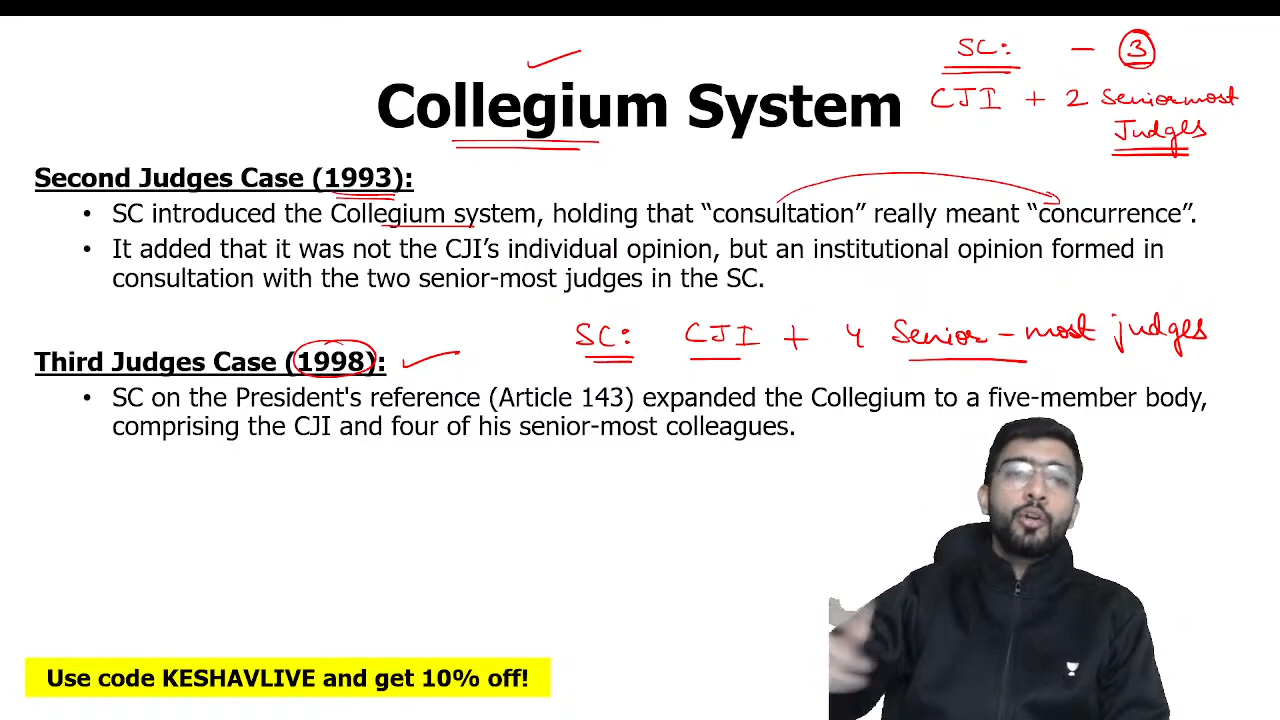 SC: - 3
CJI + 2 Seniormost
Judges
Collegium System
Second Judges Case (1993):
• SC introduced the Collegium system, holding that “consultation” really meant “concurrence”.
• It added that it was not the CJI’s individual opinion, but an institutional opinion formed in
consultation with the two senior-most judges in the SC.
SC: CJI + 4 Senior-most judges
Third Judges Case (1998):
• SC on the President's reference (Article 143) expanded the Collegium to a five-member body,
comprising the CJI and four of his senior-most colleagues.
Use code KESHAVLIVE and get 10% off!